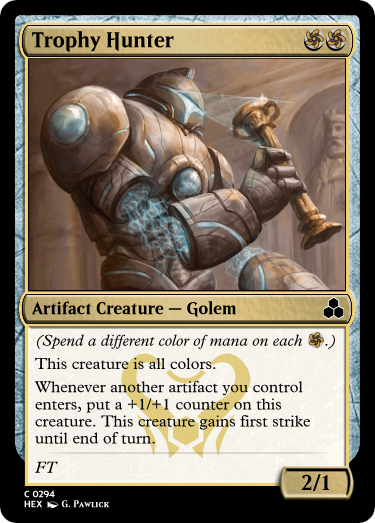 Trophy Hunter
Artifact Creature — Golem
(Spend a different color of mana on each .)
This creature is all colors.
Whenever another artifact you control
enters, put a +1/+1 counter on this
creature. This creature gains first strike
until end of turn.
FT
2/1
C 0294
HEX G. Pawlick